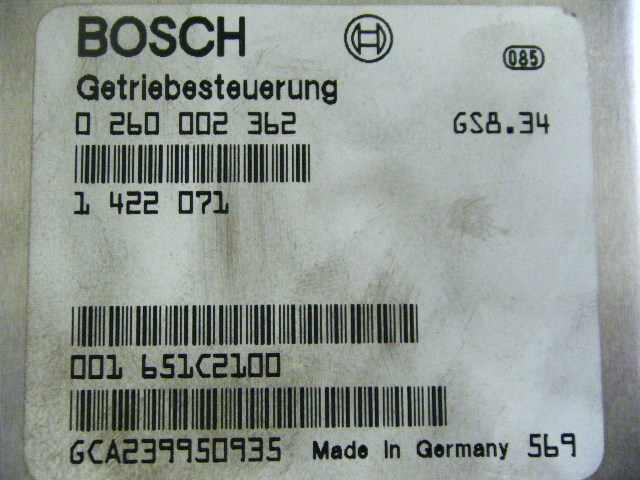 BOSCH
085
Getriebesteuerung
0 260 002 362 GS8.34
1 422 071
001 651C2100
GCA239950935 Made in Germany 569